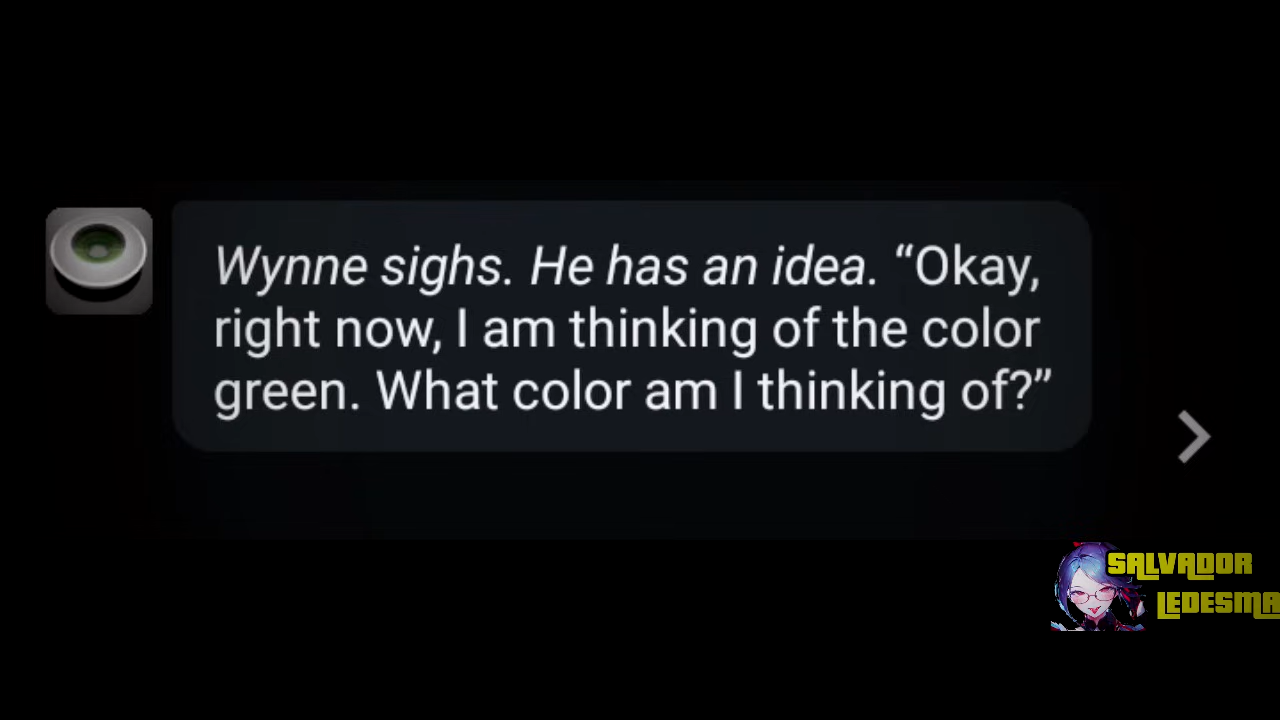 Wynne sighs. He has an idea. “Okay,
right now, I am thinking of the color
green. What color am I thinking of?”
SALVADOR
LEDESMA